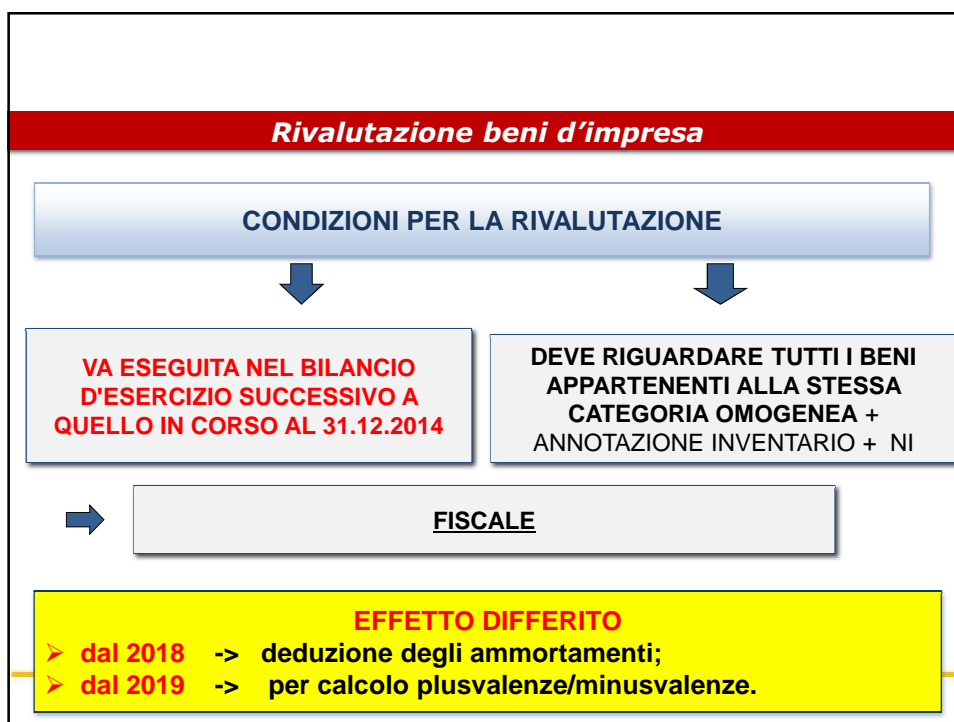 Rivalutazione beni d’impresa
CONDIZIONI PER LA RIVALUTAZIONE
VA ESEGUITA NEL BILANCIO
D'ESERCIZIO SUCCESSIVO A
QUELLO IN CORSO AL 31.12.2014
DEVE RIGUARDARE TUTTI I BENI
APPARTENENTI ALLA STESSA
CATEGORIA OMOGENEA +
ANNOTAZIONE INVENTARIO + NI
FISCALE
EFFETTO DIFFERITO
➢ dal 2018 -> deduzione degli ammortamenti;
➢ dal 2019 -> per calcolo plusvalenze/minusvalenze.